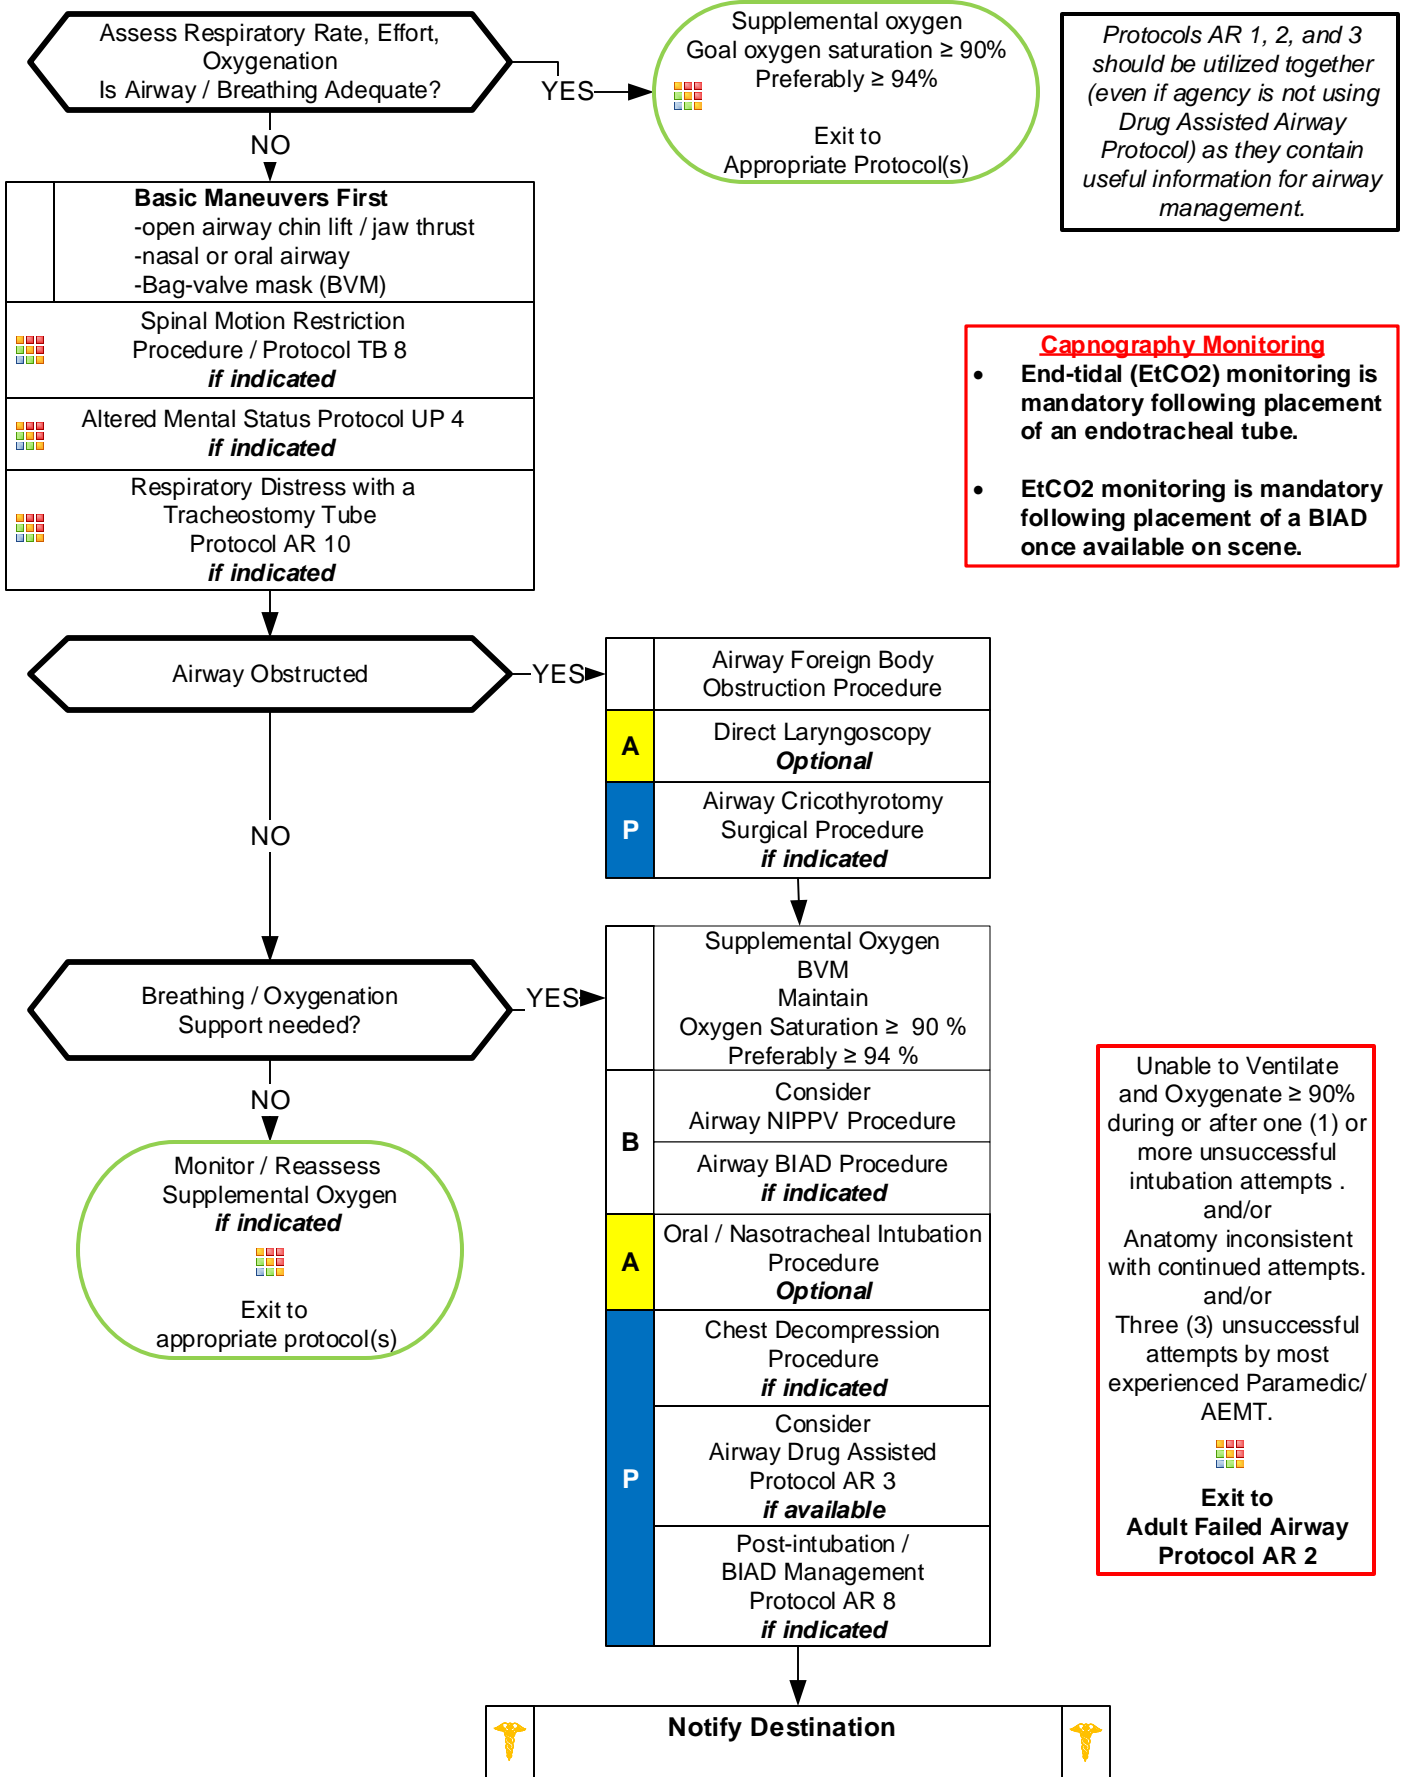 Assess Respiratory Rate, Effort,
Oxygenation
Is Airway / Breathing Adequate?
YES
Supplemental oxygen
Goal oxygen saturation ≥ 90%
Preferably ≥ 94%
Exit to
Appropriate Protocol(s)
Protocols AR 1, 2, and 3
should be utilized together
(even if agency is not using
Drug Assisted Airway
Protocol) as they contain
useful information for airway
management.
NO
Basic Maneuvers First
-open airway chin lift / jaw thrust
-nasal or oral airway
-Bag-valve mask (BVM)
Spinal Motion Restriction
Procedure / Protocol TB 8
if indicated
Altered Mental Status Protocol UP 4
if indicated
Respiratory Distress with a
Tracheostomy Tube
Protocol AR 10
if indicated
Capnography Monitoring
• End-tidal (EtCO2) monitoring is
mandatory following placement
of an endotracheal tube.
• EtCO2 monitoring is mandatory
following placement of a BIAD
once available on scene.
Airway Obstructed
YES
Airway Foreign Body
Obstruction Procedure
A
Direct Laryngoscopy
Optional
P
Airway Cricothyrotomy
Surgical Procedure
if indicated
NO
Breathing / Oxygenation
Support needed?
YES
Supplemental Oxygen
BVM
Maintain
Oxygen Saturation ≥ 90 %
Preferably ≥ 94 %
B
Consider
Airway NIPPV Procedure
Airway BIAD Procedure
if indicated
A
Oral / Nasotracheal Intubation
Procedure
Optional
P
Chest Decompression
Procedure
if indicated
Consider
Airway Drug Assisted
Protocol AR 3
if available
Post-intubation /
BIAD Management
Protocol AR 8
if indicated
NO
Monitor / Reassess
Supplemental Oxygen
if indicated
Exit to
appropriate protocol(s)
Unable to Ventilate
and Oxygenate ≥ 90%
during or after one (1) or
more unsuccessful
intubation attempts .
and/or
Anatomy inconsistent
with continued attempts.
and/or
Three (3) unsuccessful
attempts by most
experienced Paramedic/
AEMT.
Exit to
Adult Failed Airway
Protocol AR 2
Notify Destination